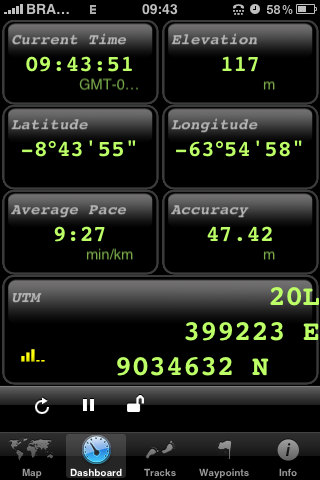 BRA... E 09:43 58%
Current Time Elevation
09:43:51 117
GMT-0... m
Latitude Longitude
-8°43'55" -63°54'58"
Average Pace Accuracy
9:27 47.42
min/km m
UTM 20L
399223 E
9034632 N
Map Dashboard Tracks Waypoints Info